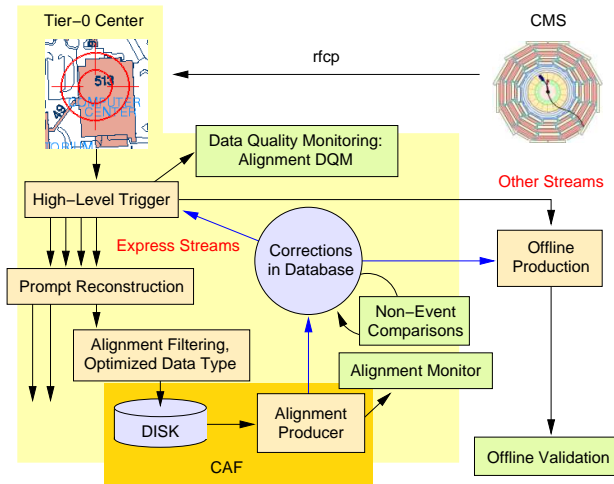 Tier−0 Center
CMS
rfcp
513
COMPUTER
CENTER
49
Data Quality Monitoring:
Alignment DQM
High−Level Trigger
Other Streams
Express Streams
Corrections
in Database
Offline
Production
Prompt Reconstruction
Non−Event
Comparisons
Alignment Filtering,
Optimized Data Type
Alignment Monitor
DISK
Alignment
Producer
CAF
Offline Validation